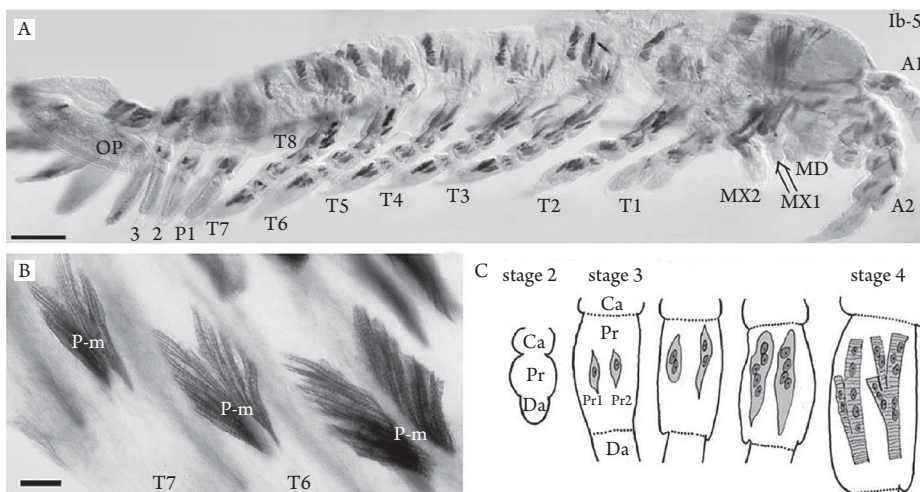 A
Ib-5
A1
OP
T8
MD
MX2
MX1
A2
3 2 P1 T7 T6 T5 T4 T3 T2 T1
B
P-m
P-m
P-m
T7 T6
C
stage 2 stage 3 stage 4
Ca
Ca
Pr
Pr
Da
Pr1 Pr2
Da